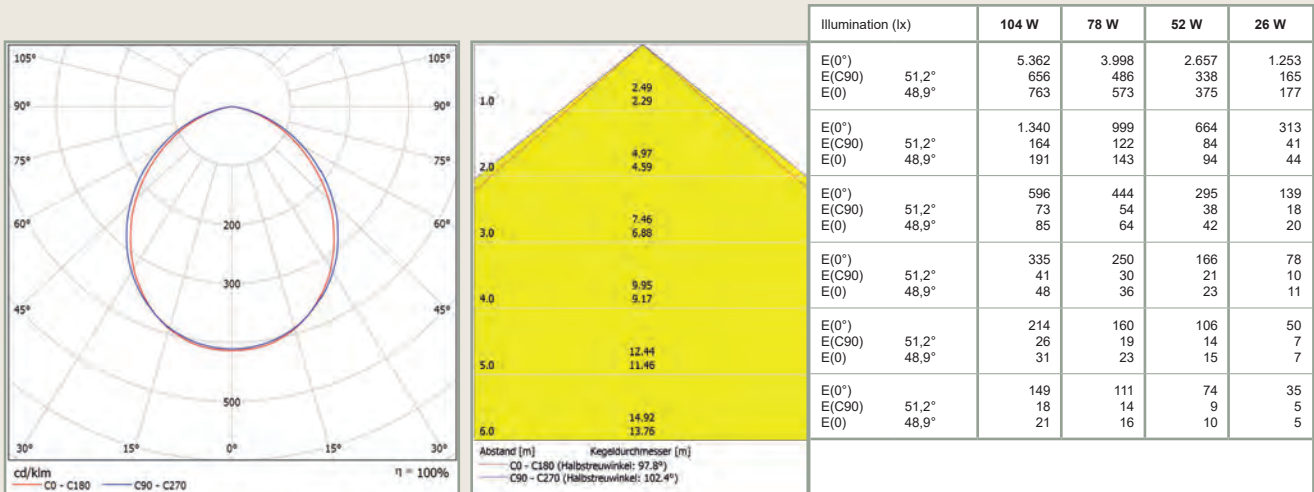 105°
105°
90°
90°
75°
75°
60°
60°
45°
45°
200
300
500
30°
15°
0°
15°
30°
cd/klm
η = 100%
C0 - C180
C90 - C270
1.0
2.49
2.29
2.0
4.97
4.59
3.0
7.46
6.88
4.0
9.95
9.17
5.0
12.44
11.46
6.0
14.92
13.76
Abstand [m] Kegeldurchmesser [m]
C0 - C180 (Halbstreuwinkel: 97.8°)
C90 - C270 (Halbstreuwinkel: 102.4°)
Illumination (lx) 104 W 78 W 52 W 26 W
E(0°) 5.362 3.998 2.657 1.253
E(C90) 51,2° 656 486 338 165
E(0) 48,9° 763 573 375 177
E(0°) 1.340 999 664 313
E(C90) 51,2° 164 122 84 41
E(0) 48,9° 191 143 94 44
E(0°) 596 444 295 139
E(C90) 51,2° 73 54 38 18
E(0) 48,9° 85 64 42 20
E(0°) 335 250 166 78
E(C90) 51,2° 41 30 21 10
E(0) 48,9° 48 36 23 11
E(0°) 214 160 106 50
E(C90) 51,2° 26 19 14 7
E(0) 48,9° 31 23 15 7
E(0°) 149 111 74 35
E(C90) 51,2° 18 14 9 5
E(0) 48,9° 21 16 10 5